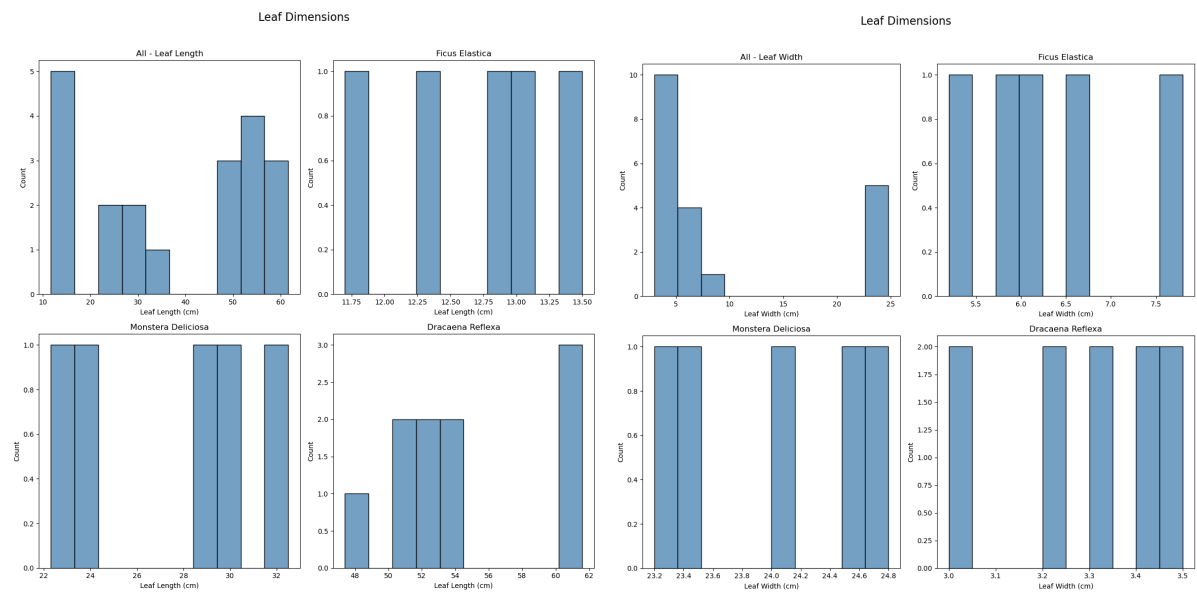 Leaf Dimensions
All - Leaf Length
5
4
3
2
1
0
Count
10 20 30 40 50 60
Leaf Length (cm)
Ficus Elastica
1.0
0.8
0.6
0.4
0.2
0.0
Count
11.75 12.00 12.25 12.50 12.75 13.00 13.25 13.50
Leaf Length (cm)
Monstera Deliciosa
1.0
0.8
0.6
0.4
0.2
0.0
Count
22 24 26 28 30 32
Leaf Length (cm)
Dracaena Reflexa
3.0
2.5
2.0
1.5
1.0
0.5
0.0
Count
48 50 52 54 56 58 60 62
Leaf Length (cm)
Leaf Dimensions
All - Leaf Width
10
8
6
4
2
0
Count
5 10 15 20 25
Leaf Width (cm)
Ficus Elastica
1.0
0.8
0.6
0.4
0.2
0.0
Count
5.5 6.0 6.5 7.0 7.5
Leaf Width (cm)
Monstera Deliciosa
1.0
0.8
0.6
0.4
0.2
0.0
Count
23.2 23.4 23.6 23.8 24.0 24.2 24.4 24.6 24.8
Leaf Width (cm)
Dracaena Reflexa
2.00
1.75
1.50
1.25
1.00
0.75
0.50
0.25
0.00
Count
3.0 3.1 3.2 3.3 3.4 3.5
Leaf Width (cm)